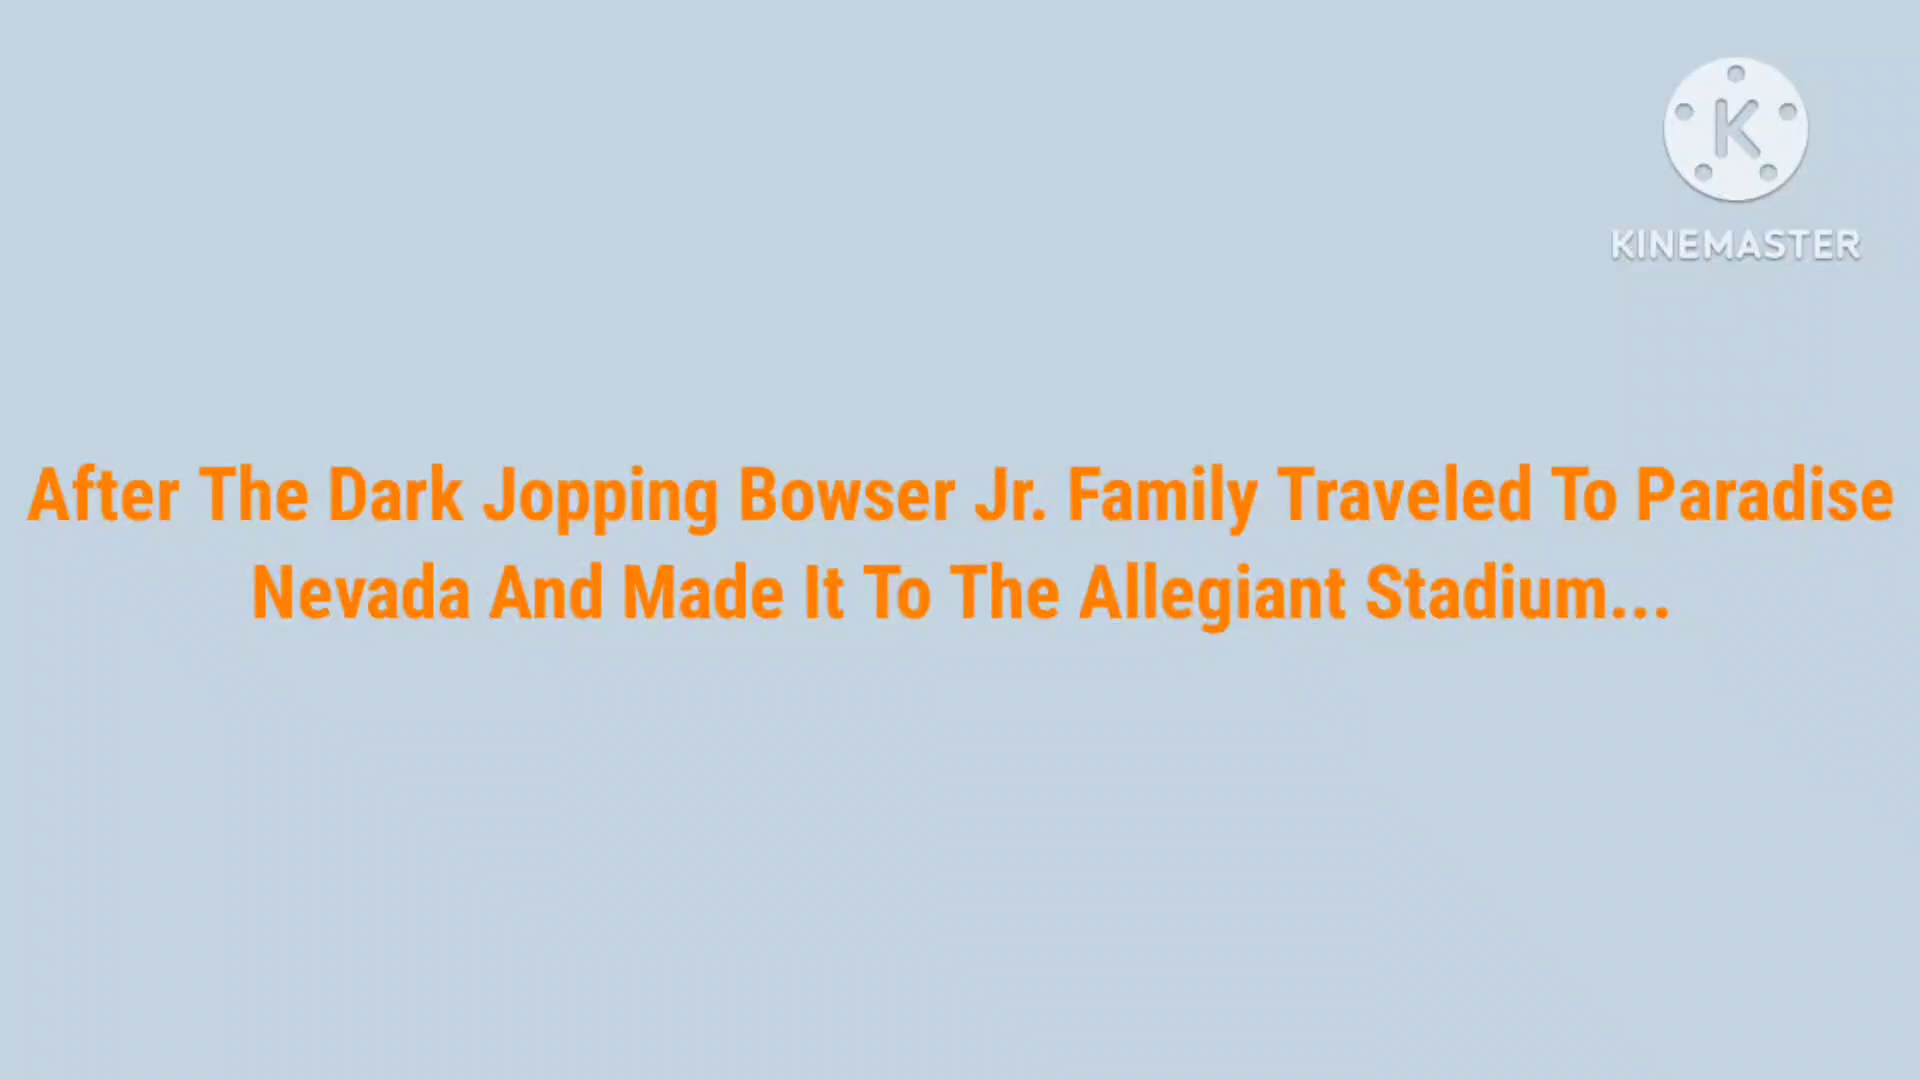 K
KINEMASTER
After The Dark Jopping Bowser Jr. Family Traveled To Paradise
Nevada And Made It To The Allegiant Stadium...